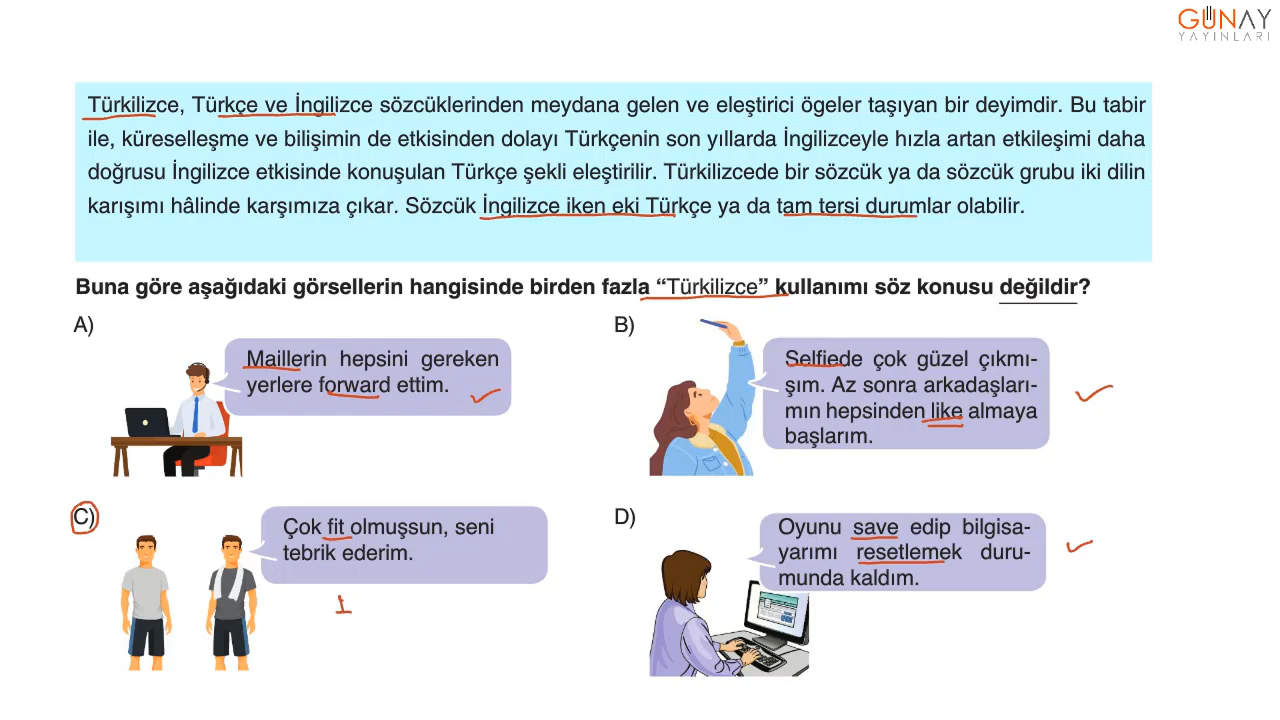 GÜNAY
YAYINLARI
Türkilizce, Türkçe ve İngilizce sözcüklerinden meydana gelen ve eleştirici ögeler taşıyan bir deyimdir. Bu tabir
ile, küreselleşme ve bilişimin de etkisinden dolayı Türkçenin son yıllarda İngilizceyle hızla artan etkileşimi daha
doğrusu İngilizce etkisinde konuşulan Türkçe şekli eleştirilir. Türkilizcede bir sözcük ya da sözcük grubu iki dilin
karışımı hâlinde karşımıza çıkar. Sözcük İngilizce iken eki Türkçe ya da tam tersi durumlar olabilir.
Buna göre aşağıdaki görsellerin hangisinde birden fazla “Türkilizce” kullanımı söz konusu değildir?
A)
Maillerin hepsini gereken
yerlere forward ettim.
B)
Selfiede çok güzel çıkmı-
şım. Az sonra arkadaşları-
mın hepsinden like almaya
başlarım.
C)
Çok fit olmuşsun, seni
tebrik ederim.
1
D)
Oyunu save edip bilgisa-
yarımı resetlemek duru-
munda kaldım.